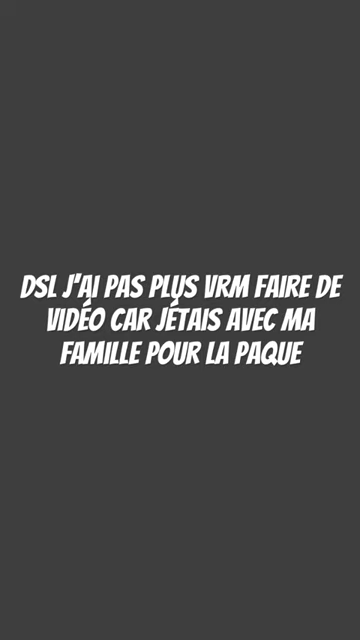 DSL J'AI PAS PLUS VRM FAIRE DE
VIDÉO CAR JÉTAIS AVEC MA
FAMILLE POUR LA PAQUE